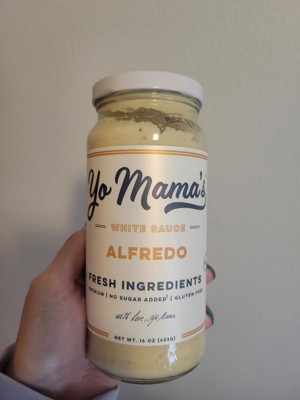 Yo Mama's
WHITE SAUCE
ALFREDO
FRESH INGREDIENTS
PREMIUM | NO SUGAR ADDED† | GLUTEN-FREE
with love, Yo Mama
NET WT. 16 OZ (453G)